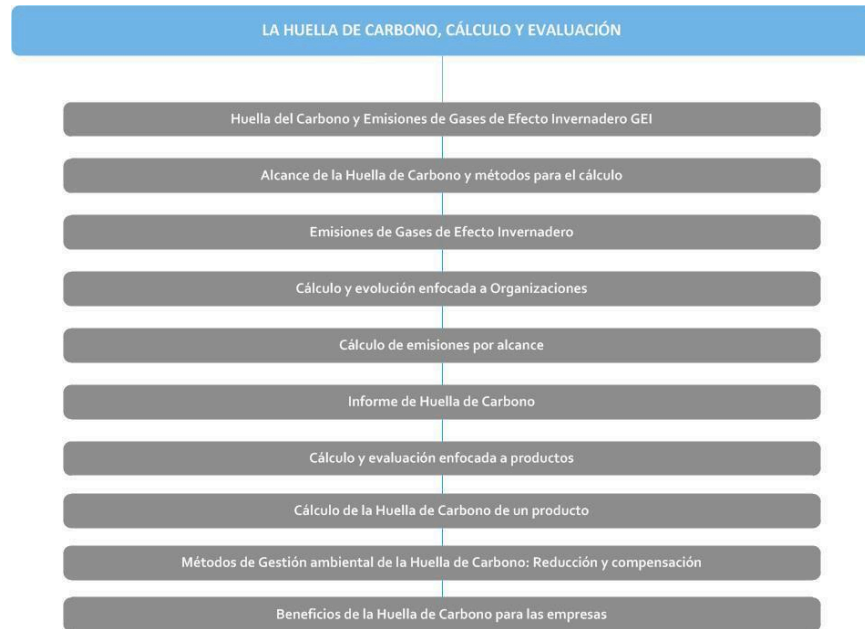 LA HUELLA DE CARBONO, CÁLCULO Y EVALUACIÓN
Huella del Carbono y Emisiones de Gases de Efecto Invernadero GEI
Alcance de la Huella de Carbono y métodos para el cálculo
Emisiones de Gases de Efecto Invernadero
Cálculo y evolución enfocada a Organizaciones
Cálculo de emisiones por alcance
Informe de Huella de Carbono
Cálculo y evaluación enfocada a productos
Cálculo de la Huella de Carbono de un producto
Métodos de Gestión ambiental de la Huella de Carbono: Reducción y compensación
Beneficios de la Huella de Carbono para las empresas